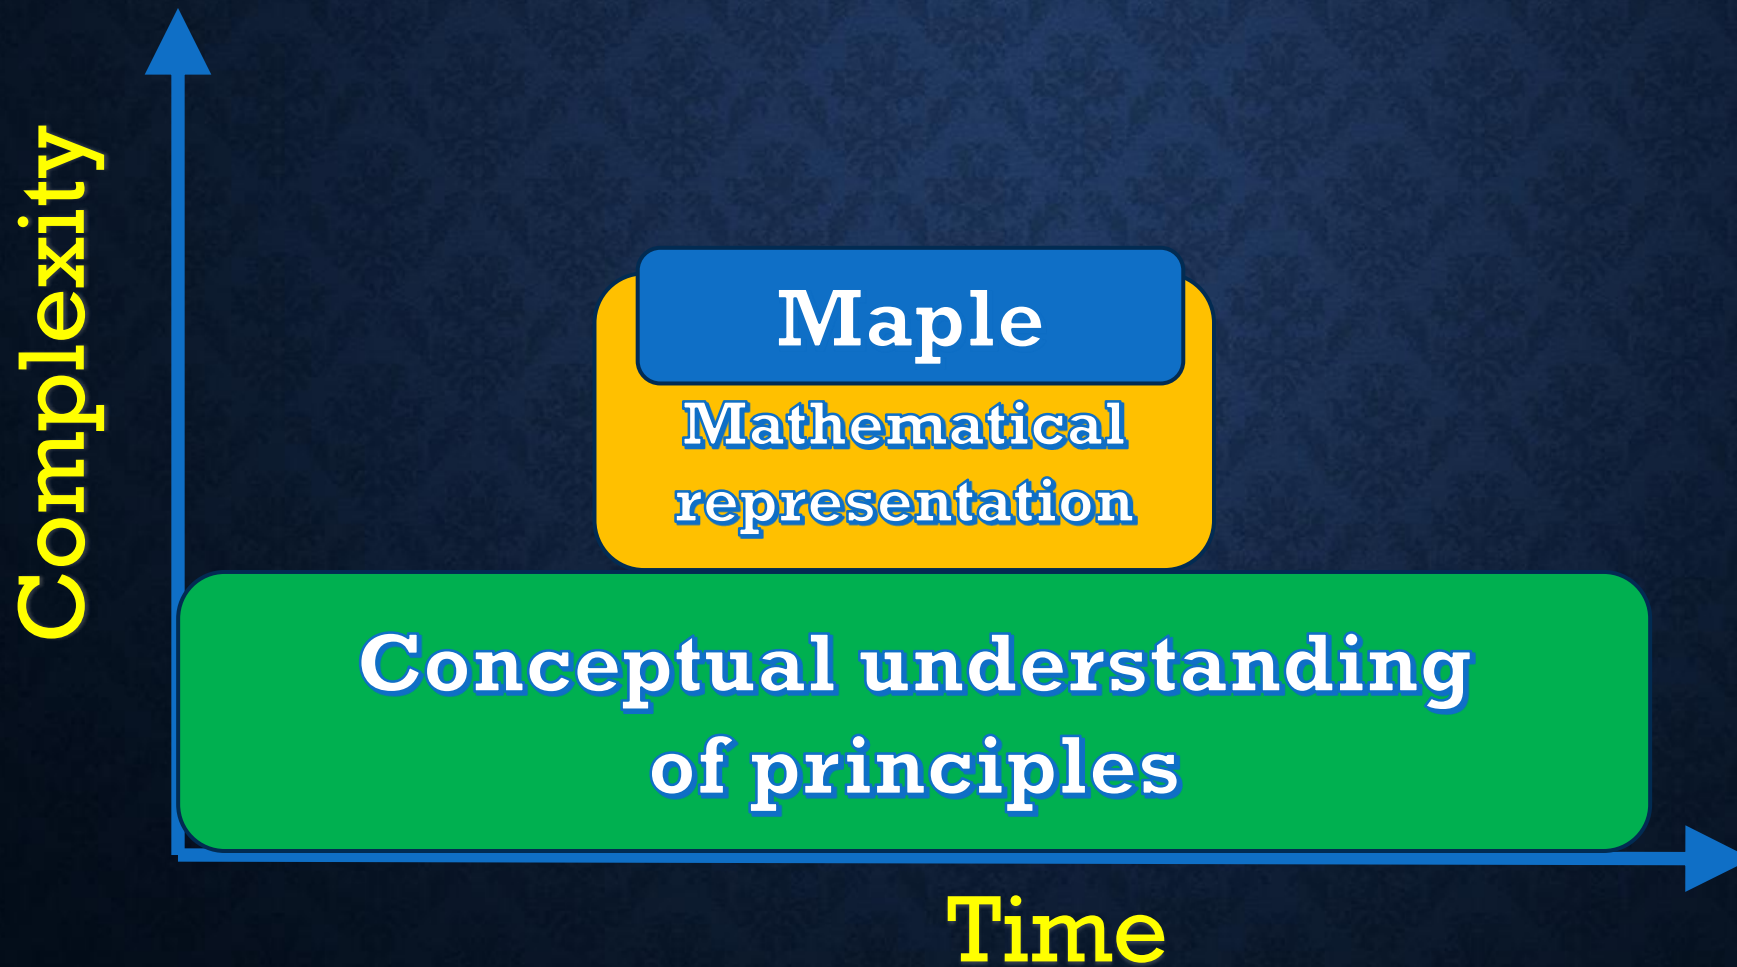 Complexity
Maple
Mathematical
representation
Conceptual understanding
of principles
Time